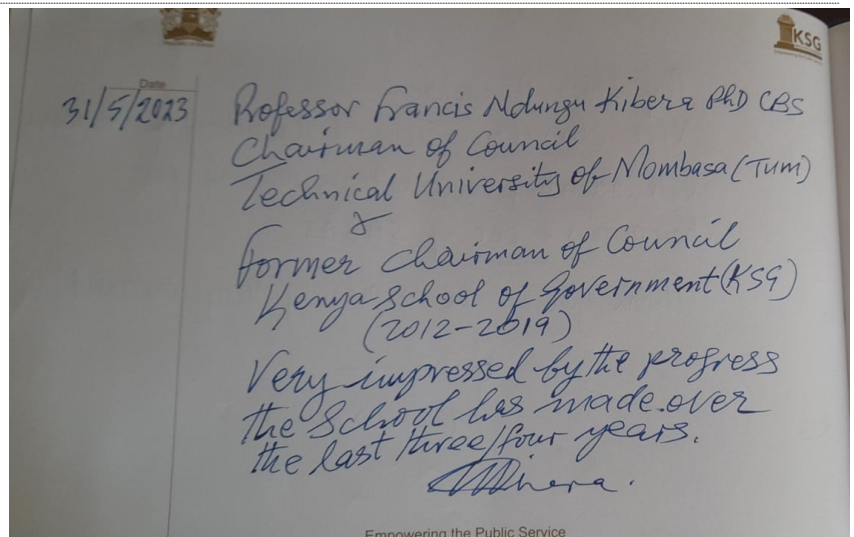 KSG
Date
31/5/2023
Professor Francis Ndungu Kibera PhD CBS
Chairman of Council
Technical University of Mombasa (TUM)
&
Former Chairman of Council
Kenya School of Government (KSG)
(2012-2019)
Very impressed by the progress
the School has made over
the last three/four years.
Empowering the Public Service